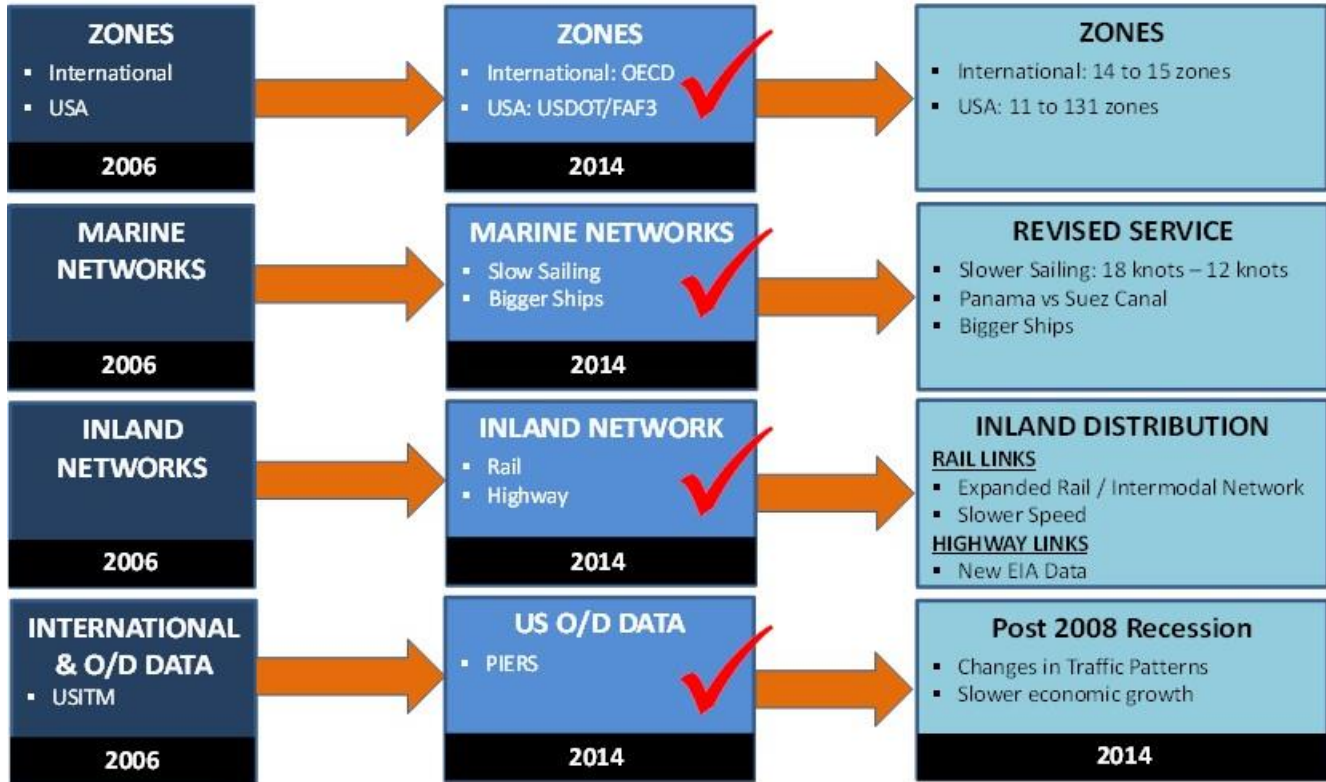 ZONES
▪ International
▪ USA
2006
ZONES
▪ International: OECD
▪ USA: USDOT/FAF3
2014
ZONES
▪ International: 14 to 15 zones
▪ USA: 11 to 131 zones
MARINE
NETWORKS
2006
MARINE NETWORKS
▪ Slow Sailing
▪ Bigger Ships
2014
REVISED SERVICE
▪ Slower Sailing: 18 knots – 12 knots
▪ Panama vs Suez Canal
▪ Bigger Ships
INLAND
NETWORKS
2006
INLAND NETWORK
▪ Rail
▪ Highway
2014
INLAND DISTRIBUTION
RAIL LINKS
▪ Expanded Rail / Intermodal Network
▪ Slower Speed
HIGHWAY LINKS
▪ New EIA Data
INTERNATIONAL
& O/D DATA
▪ USITM
2006
US O/D DATA
▪ PIERS
2014
Post 2008 Recession
▪ Changes in Traffic Patterns
▪ Slower economic growth
2014